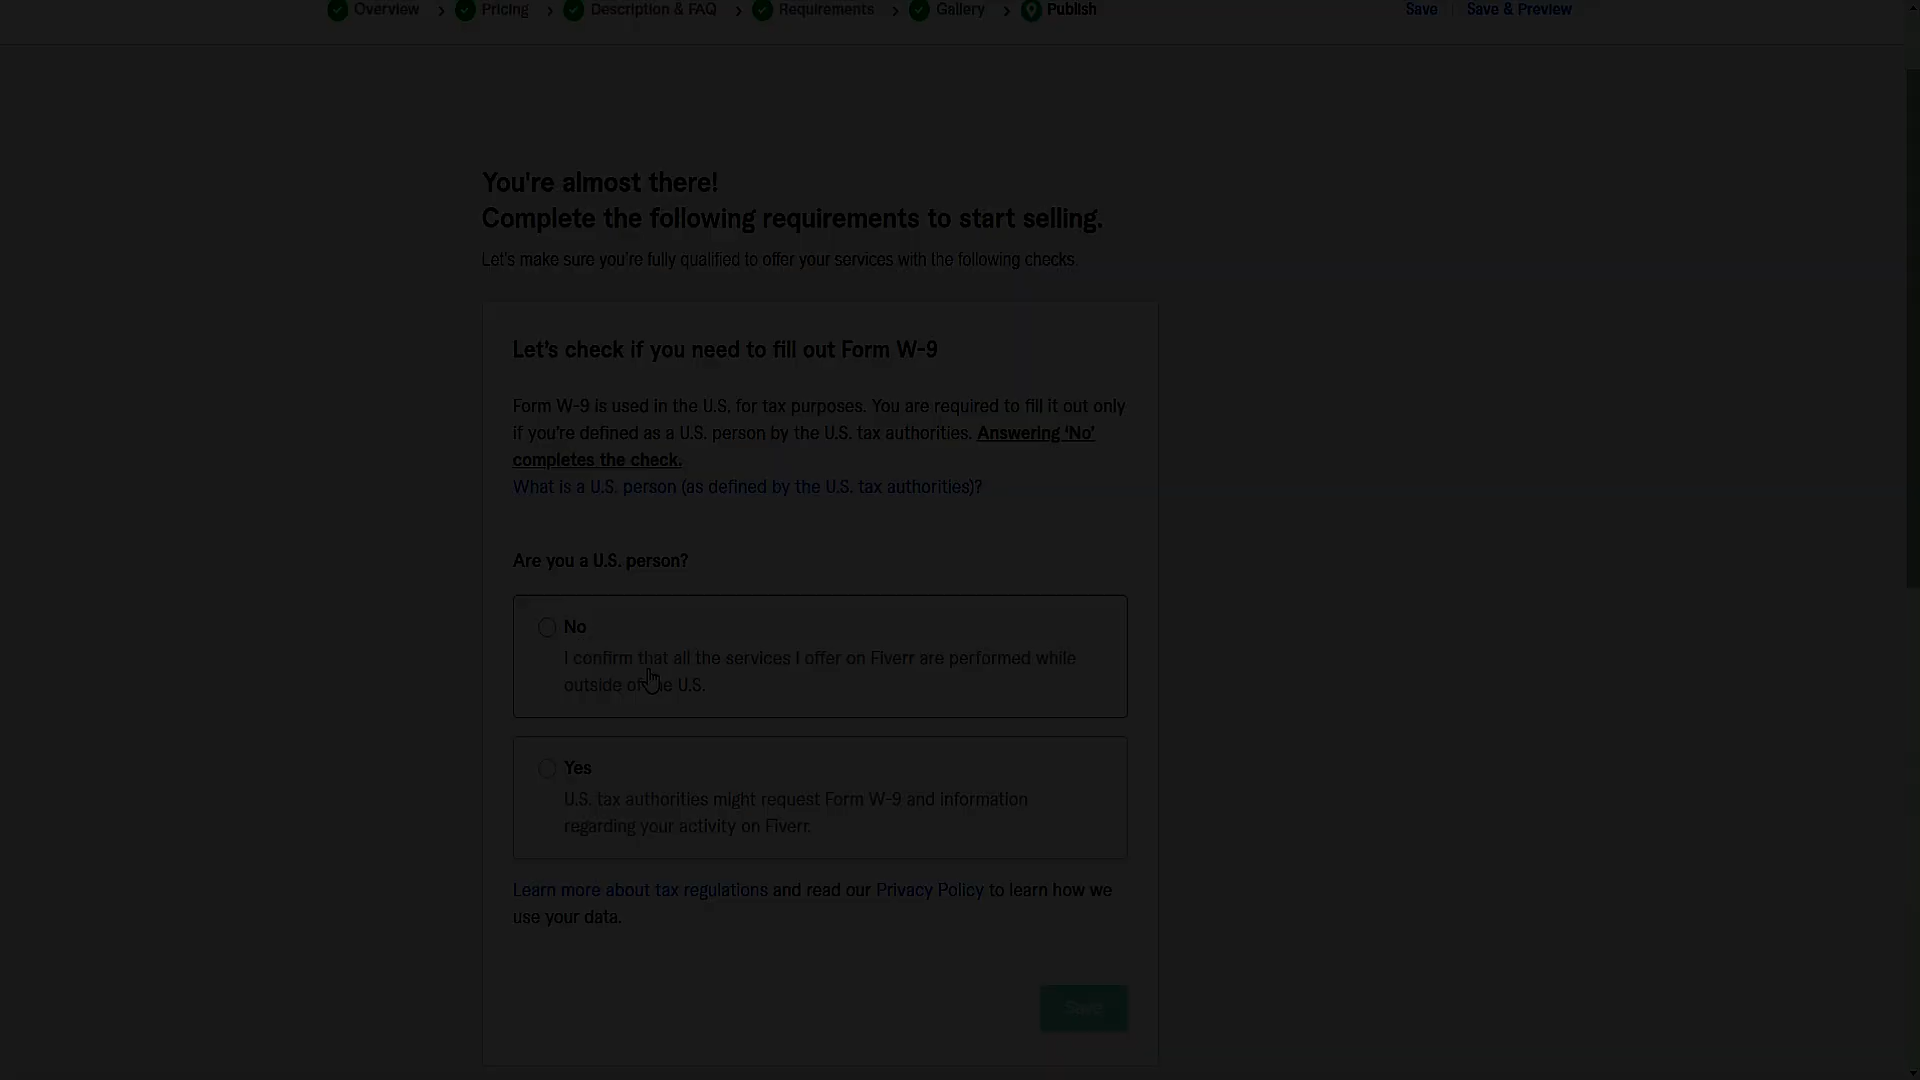 Overview > Pricing > Description & FAQ > Requirements > Gallery > Publish Save | Save & Preview
You're almost there!
Complete the following requirements to start selling.
Let's make sure you're fully qualified to offer your services with the following checks.
Let's check if you need to fill out Form W-9
Form W-9 is used in the U.S. for tax purposes. You are required to fill it out only
if you're defined as a U.S. person by the U.S. tax authorities. Answering ‘No’
completes the check.
What is a U.S. person (as defined by the U.S. tax authorities)?
Are you a U.S. person?
No
I confirm that all the services I offer on Fiverr are performed while
outside of the U.S.
Yes
U.S. tax authorities might request Form W-9 and information
regarding your activity on Fiverr.
Learn more about tax regulations and read our Privacy Policy to learn how we
use your data.
Save